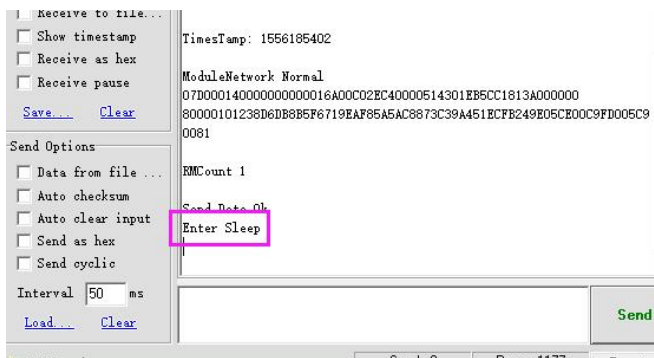 Receive to file...
Show timestamp
Receive as hex
Receive pause
Save... Clear
Send Options
Data from file ...
Auto checksum
Auto clear input
Send as hex
Send cyclic
Interval 50 ms
Load... Clear
TimesTamp: 1556185402
ModuleNetwork Normal
07D00014000000000016A00C02EC40000514301EB5CC1813A000000
80000101238D6DB8B5F6719EAF85A5AC8873C39A451ECFB249E05CE00C9FD005C9
0081
RMCount 1
Send Data Ok
Enter Sleep
Send